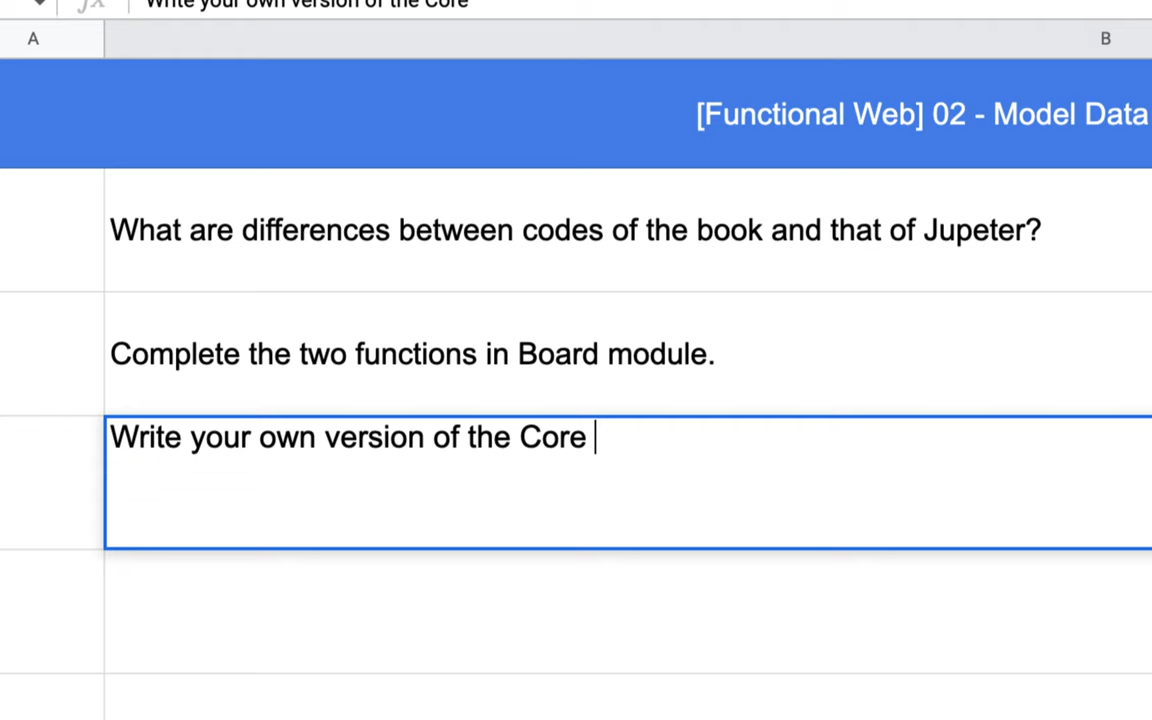 Write your own version of the Core
A
B
[Functional Web] 02 - Model Data
What are differences between codes of the book and that of Jupeter?
Complete the two functions in Board module.
Write your own version of the Core